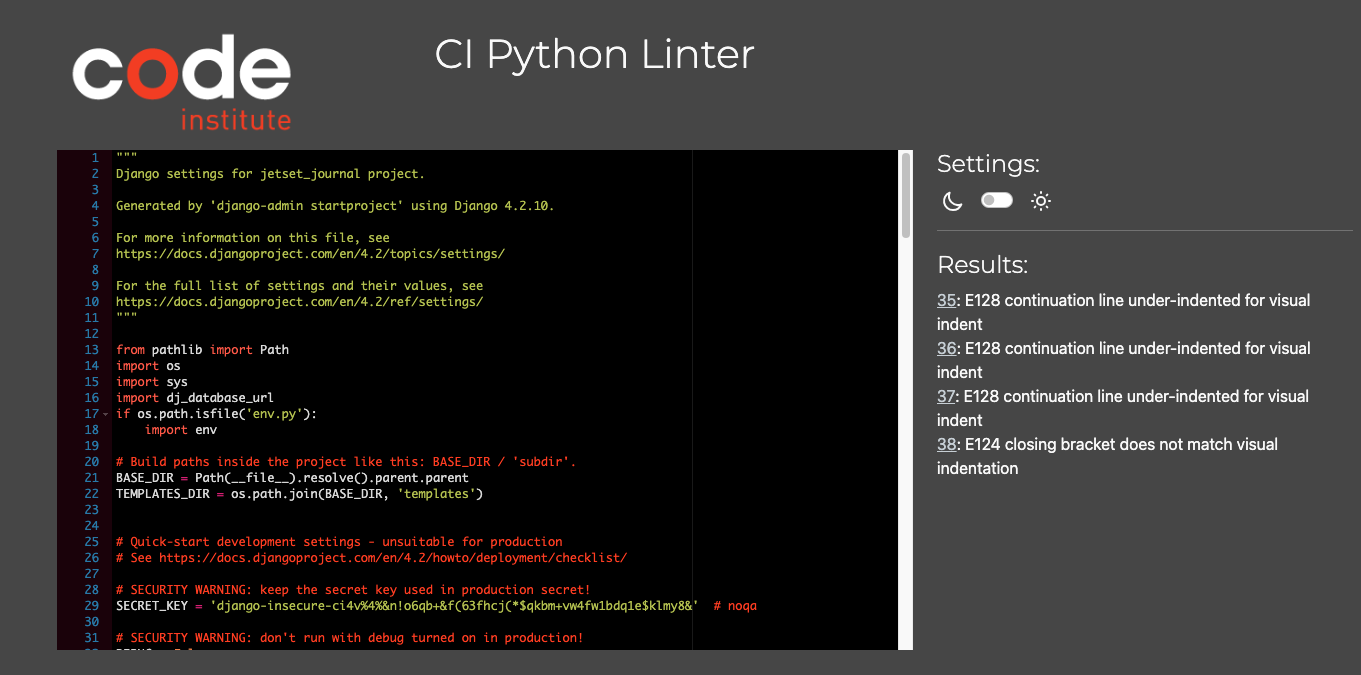 code
institute
CI Python Linter
1 """
2 Django settings for jetset_journal project.
3
4 Generated by 'django-admin startproject' using Django 4.2.10.
5
6 For more information on this file, see
7 https://docs.djangoproject.com/en/4.2/topics/settings/
8
9 For the full list of settings and their values, see
10 https://docs.djangoproject.com/en/4.2/ref/settings/
11 """
12
13 from pathlib import Path
14 import os
15 import sys
16 import dj_database_url
17 if os.path.isfile('env.py'):
18     import env
19
20 # Build paths inside the project like this: BASE_DIR / 'subdir'.
21 BASE_DIR = Path(__file__).resolve().parent.parent
22 TEMPLATES_DIR = os.path.join(BASE_DIR, 'templates')
23
24
25 # Quick-start development settings - unsuitable for production
26 # See https://docs.djangoproject.com/en/4.2/howto/deployment/checklist/
27
28 # SECURITY WARNING: keep the secret key used in production secret!
29 SECRET_KEY = 'django-insecure-ci4v%4%&n!o6qb+&f(63fhcj(*$qkbm+vw4fw1bdq1e$klmy8&'  # noqa
30
31 # SECURITY WARNING: don't run with debug turned on in production!
Settings:
Results:
35: E128 continuation line under-indented for visual
indent
36: E128 continuation line under-indented for visual
indent
37: E128 continuation line under-indented for visual
indent
38: E124 closing bracket does not match visual
indentation